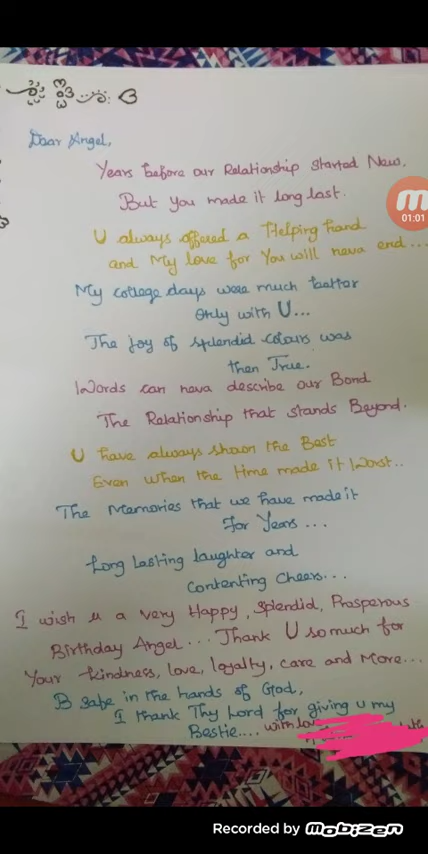 Dear Angel,
Years before our Relationship started New.
But you made it long last.
M
01:01
U always offered a Helping hand
and My love for You will neva end...
My college days were much better
only with U...
The joy of splendid colours was
then True.
Words can neva describe our Bond
The Relationship that stands Beyond.
U have always shown the Best
Even when the time made it Worst..
The Memories that we have made it
for Years ...
Long lasting laughter and
Contenting Cheers...
I wish u a very Happy, Splendid, Prosperous
Birthday Angel... Thank U so much for
Your kindness, love, loyalty, care and More...
B safe in the hands of God,
I thank Thy Lord for giving u my
Bestie.... with love
Recorded by mobizen